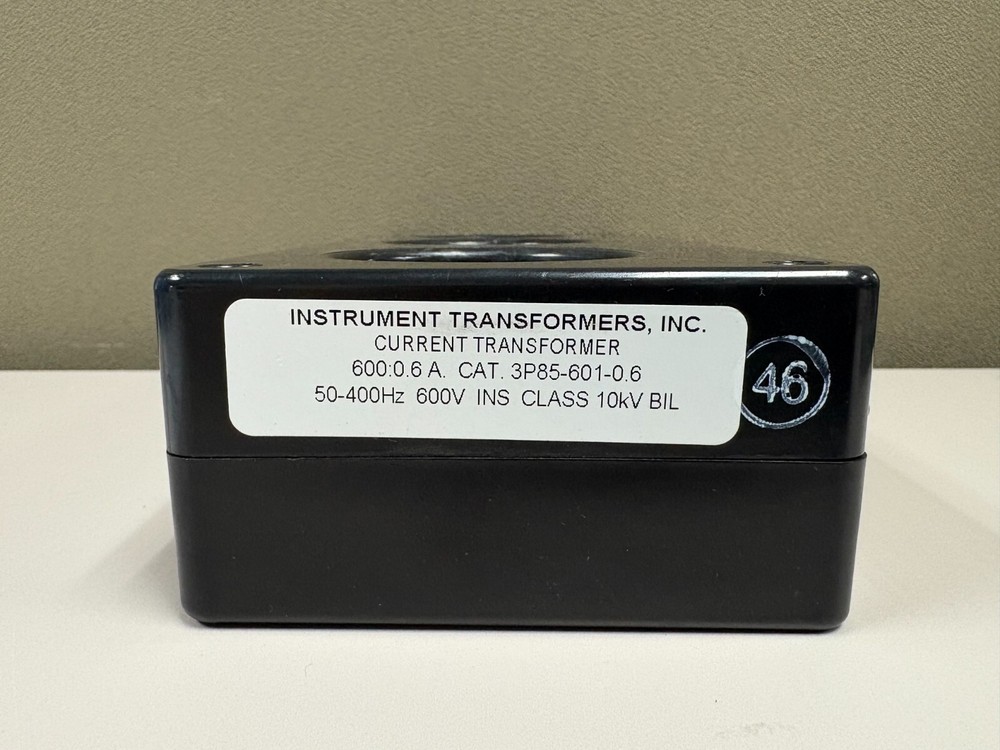 INSTRUMENT TRANSFORMERS, INC.
CURRENT TRANSFORMER
600:0.6 A. CAT. 3P85-601-0.6
50-400Hz 600V INS CLASS 10kV BIL
46